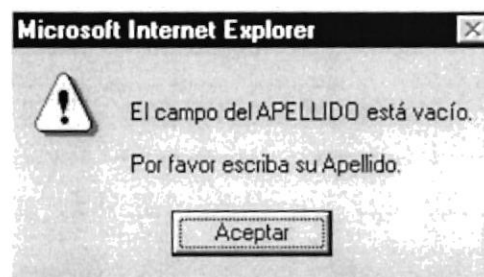 Microsoft Internet Explorer
El campo del APELLIDO está vacío.
Por favor escriba su Apellido.
Aceptar